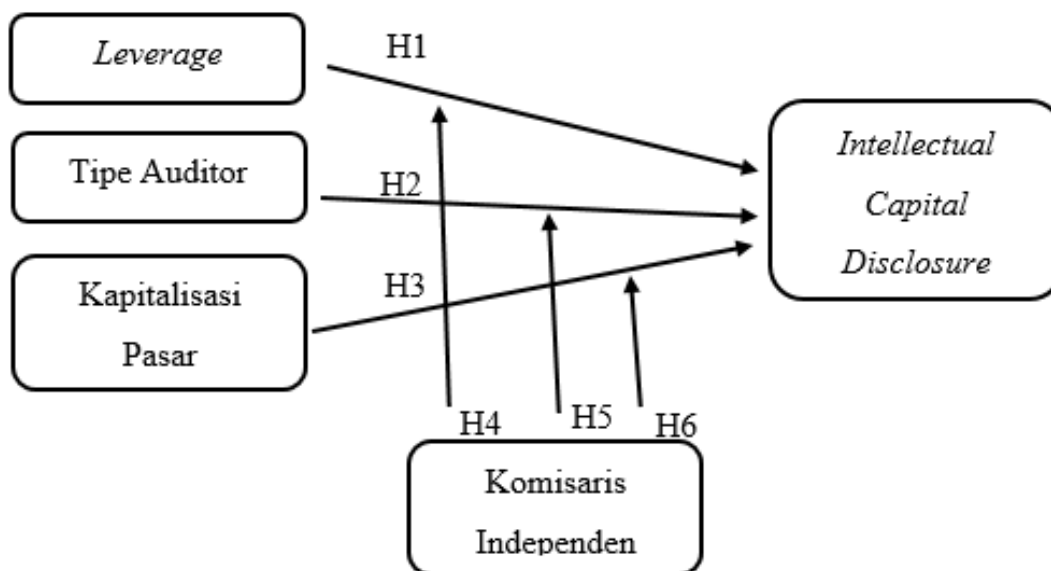 Leverage
H1
Tipe Auditor
H2
Kapitalisasi
Pasar
H3
Intellectual
Capital
Disclosure
H4
H5
H6
Komisaris
Independen